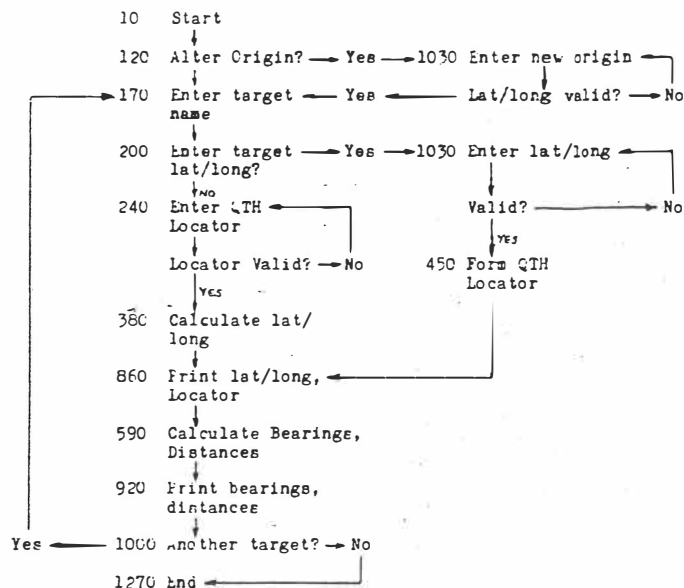 10 Start
120 Alter Origin? Yes 1030 Enter new origin
170 Enter target Yes Lat/long valid? No
name
200 Enter target Yes 1030 Enter lat/long
lat/long?
NO
240 Enter QTH Valid? No
Locator
YES
Locator Valid? No 450 Form QTH
Locator
YES
380 Calculate lat/
long
860 Print lat/long,
Locator
590 Calculate Bearings,
Distances
920 Print bearings,
distances
Yes 1000 Another target? No
1270 End